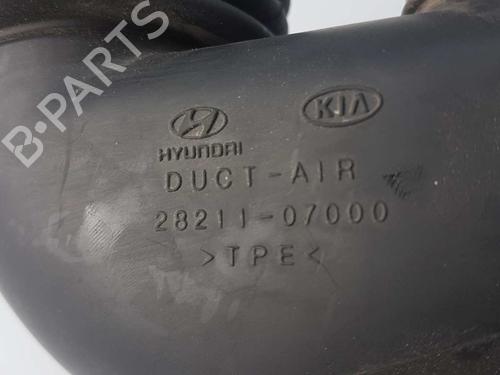 B-PARTS
HYUNDAI KIA
DUCT-AIR
28211-07000
>TPE<